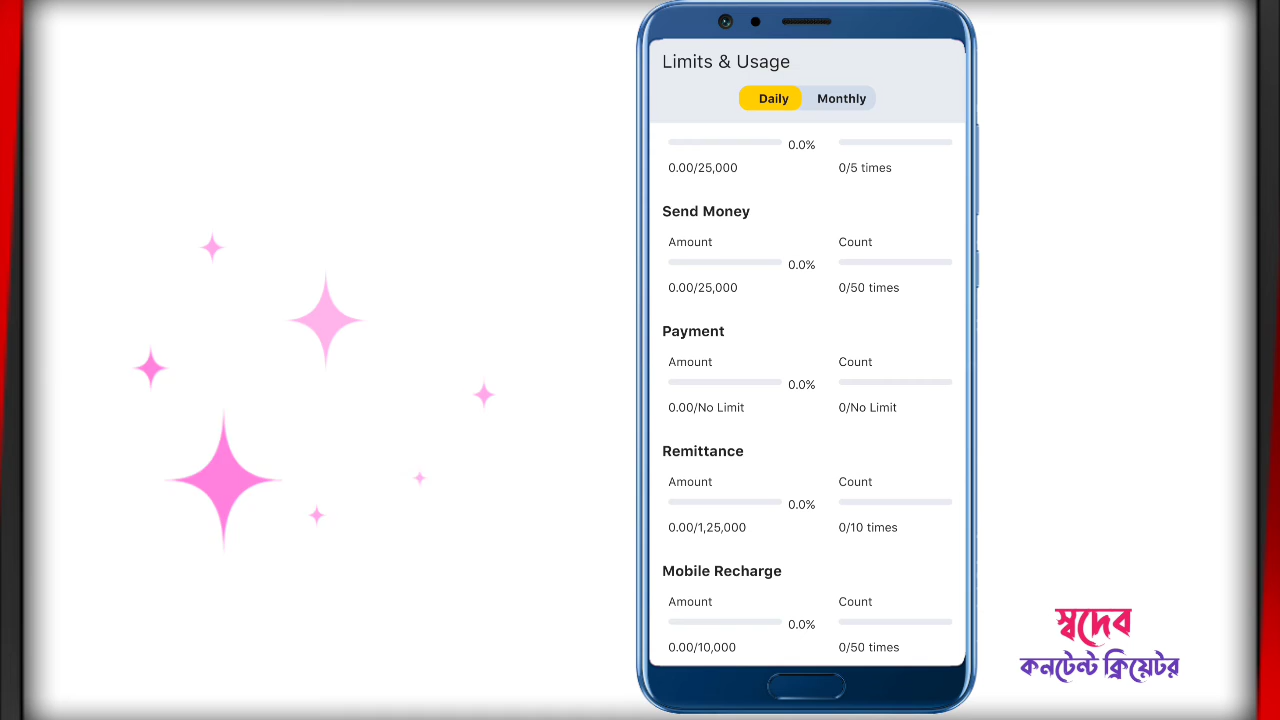 Limits & Usage
Daily Monthly
0.0%
0.00/25,000 0/5 times
Send Money
Amount Count
0.0%
0.00/25,000 0/50 times
Payment
Amount Count
0.0%
0.00/No Limit 0/No Limit
Remittance
Amount Count
0.0%
0.00/1,25,000 0/10 times
Mobile Recharge
Amount Count
0.0%
0.00/10,000 0/50 times
স্বদেব
কনটেন্ট ক্রিয়েটর